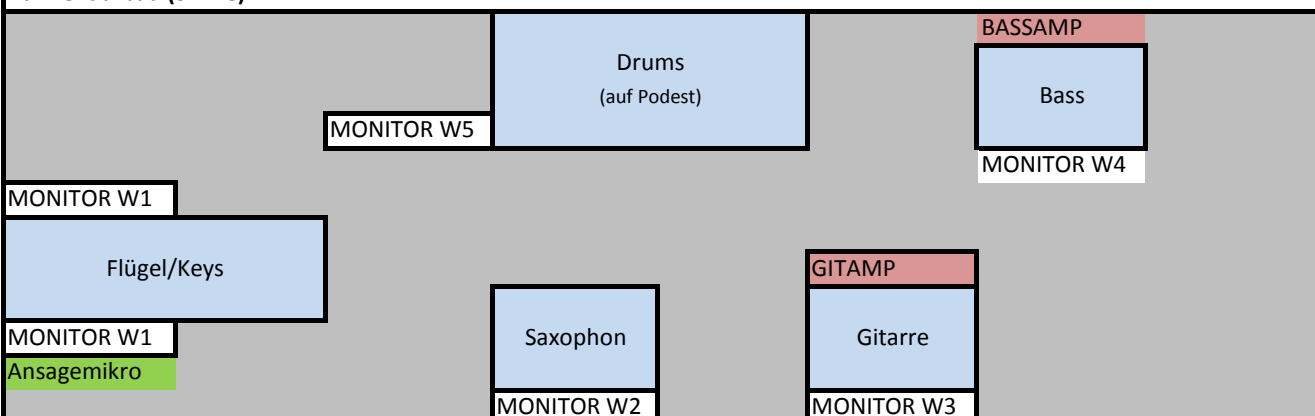 BASSAMP
Drums
(auf Podest)
Bass
MONITOR W5
MONITOR W4
MONITOR W1
Flügel/Keys
GITAMP
MONITOR W1
Saxophon
Gitarre
Ansagemikro
MONITOR W2
MONITOR W3